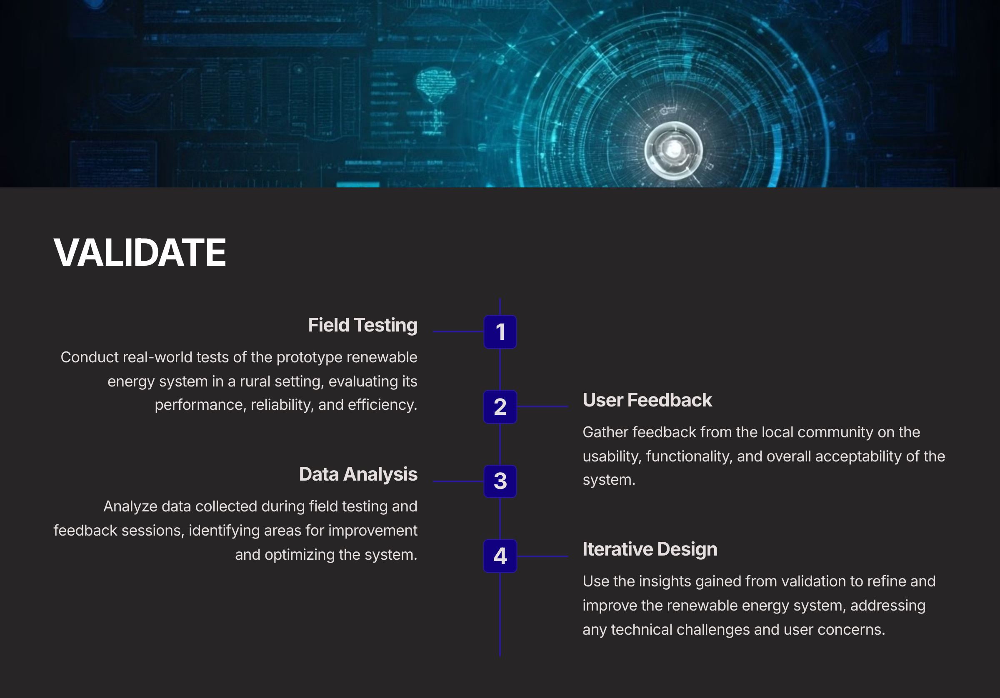 VALIDATE
1
Field Testing
Conduct real-world tests of the prototype renewable
energy system in a rural setting, evaluating its
performance, reliability, and efficiency.
2
User Feedback
Gather feedback from the local community on the
usability, functionality, and overall acceptability of the
system.
3
Data Analysis
Analyze data collected during field testing and
feedback sessions, identifying areas for improvement
and optimizing the system.
4
Iterative Design
Use the insights gained from validation to refine and
improve the renewable energy system, addressing
any technical challenges and user concerns.